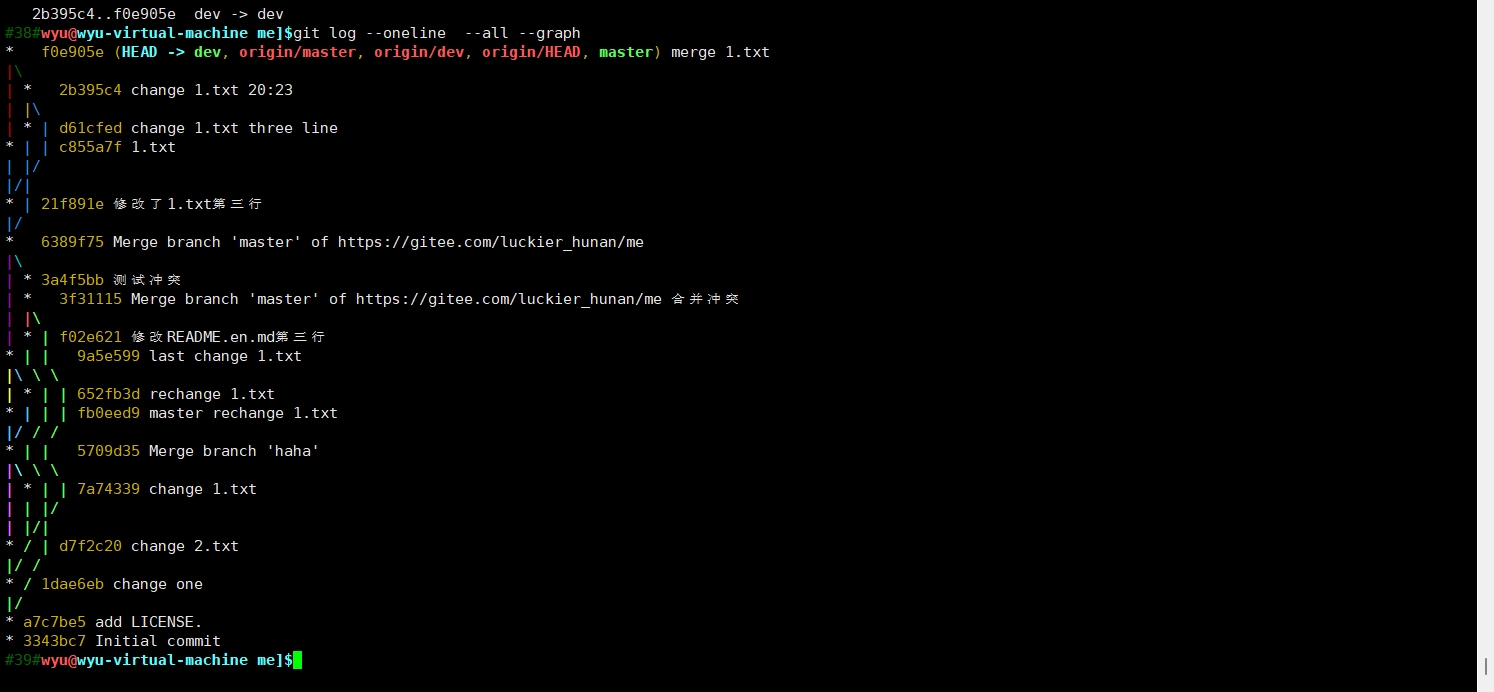 2b395c4..f0e905e  dev -> dev
#38#wyu@wyu-virtual-machine me]$git log --oneline  --all --graph
*   f0e905e (HEAD -> dev, origin/master, origin/dev, origin/HEAD, master) merge 1.txt
|\
| *   2b395c4 change 1.txt 20:23
| |\
| * | d61cfed change 1.txt three line
* | | c855a7f 1.txt
| |/
|/|
* | 21f891e 修改了1.txt第三行
|/
*   6389f75 Merge branch 'master' of https://gitee.com/luckier_hunan/me
|\
| * 3a4f5bb 测试冲突
| *   3f31115 Merge branch 'master' of https://gitee.com/luckier_hunan/me 合并冲突
| |\
| * | f02e621 修改README.en.md第三行
* | |   9a5e599 last change 1.txt
|\ \ \
| * | | 652fb3d rechange 1.txt
* | | | fb0eed9 master rechange 1.txt
|/ / /
* | |   5709d35 Merge branch 'haha'
|\ \ \
| * | | 7a74339 change 1.txt
| | |/
| |/|
* / | d7f2c20 change 2.txt
|/ /
* / 1dae6eb change one
|/
* a7c7be5 add LICENSE.
* 3343bc7 Initial commit
#39#wyu@wyu-virtual-machine me]$